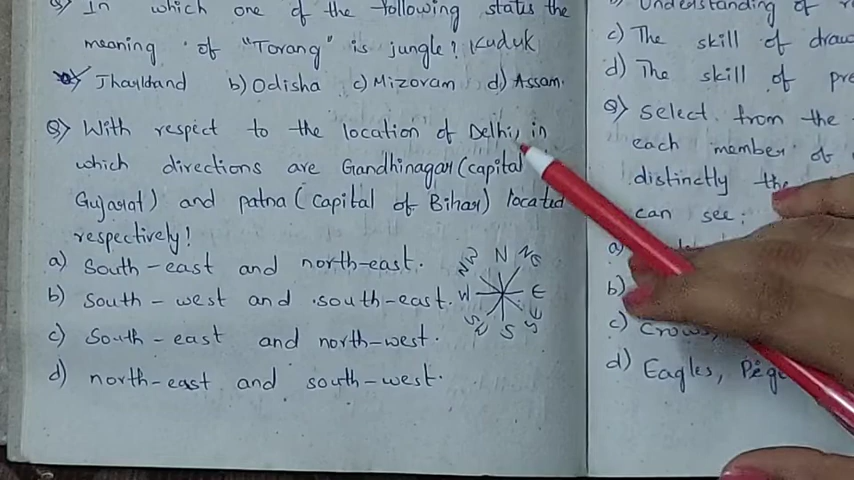 Q) In which one of the following states the
meaning of "Torang" is jungle? Kuduk
a) Jharkhand b) Odisha c) Mizoram d) Assam.
Q) With respect to the location of Delhi, in
which directions are Gandhinagar (capital
Gujarat) and patna (Capital of Bihar) located
respectively!
a) South-east and north-east.
b) South-west and south-east.
c) South-east and north-west.
d) north-east and south-west.
NW N NE
W E
SW S SE
Understanding of
c) The skill of draw
d) The skill of pre
Q) Select from the
each member of
distinctly the
can see:
a)
b)
c) Crows,
d) Eagles, Pige